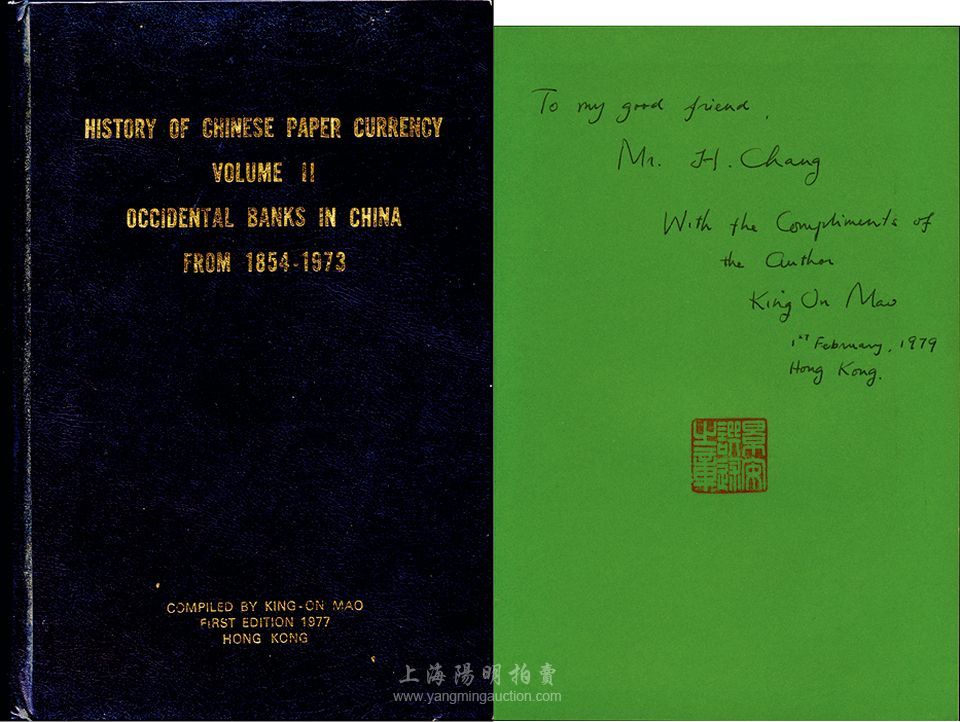 HISTORY OF CHINESE PAPER CURRENCY
VOLUME II
OCCIDENTAL BANKS IN CHINA
FROM 1854-1973
COMPILED BY KING-ON MAO
FIRST EDITION 1977
HONG KONG
To my good friend,
Mr. H. Chang
With the Compliments of
the Author
King On Mao
1st February, 1979
Hong Kong.
上海陽明拍賣
www.yangmingauction.com